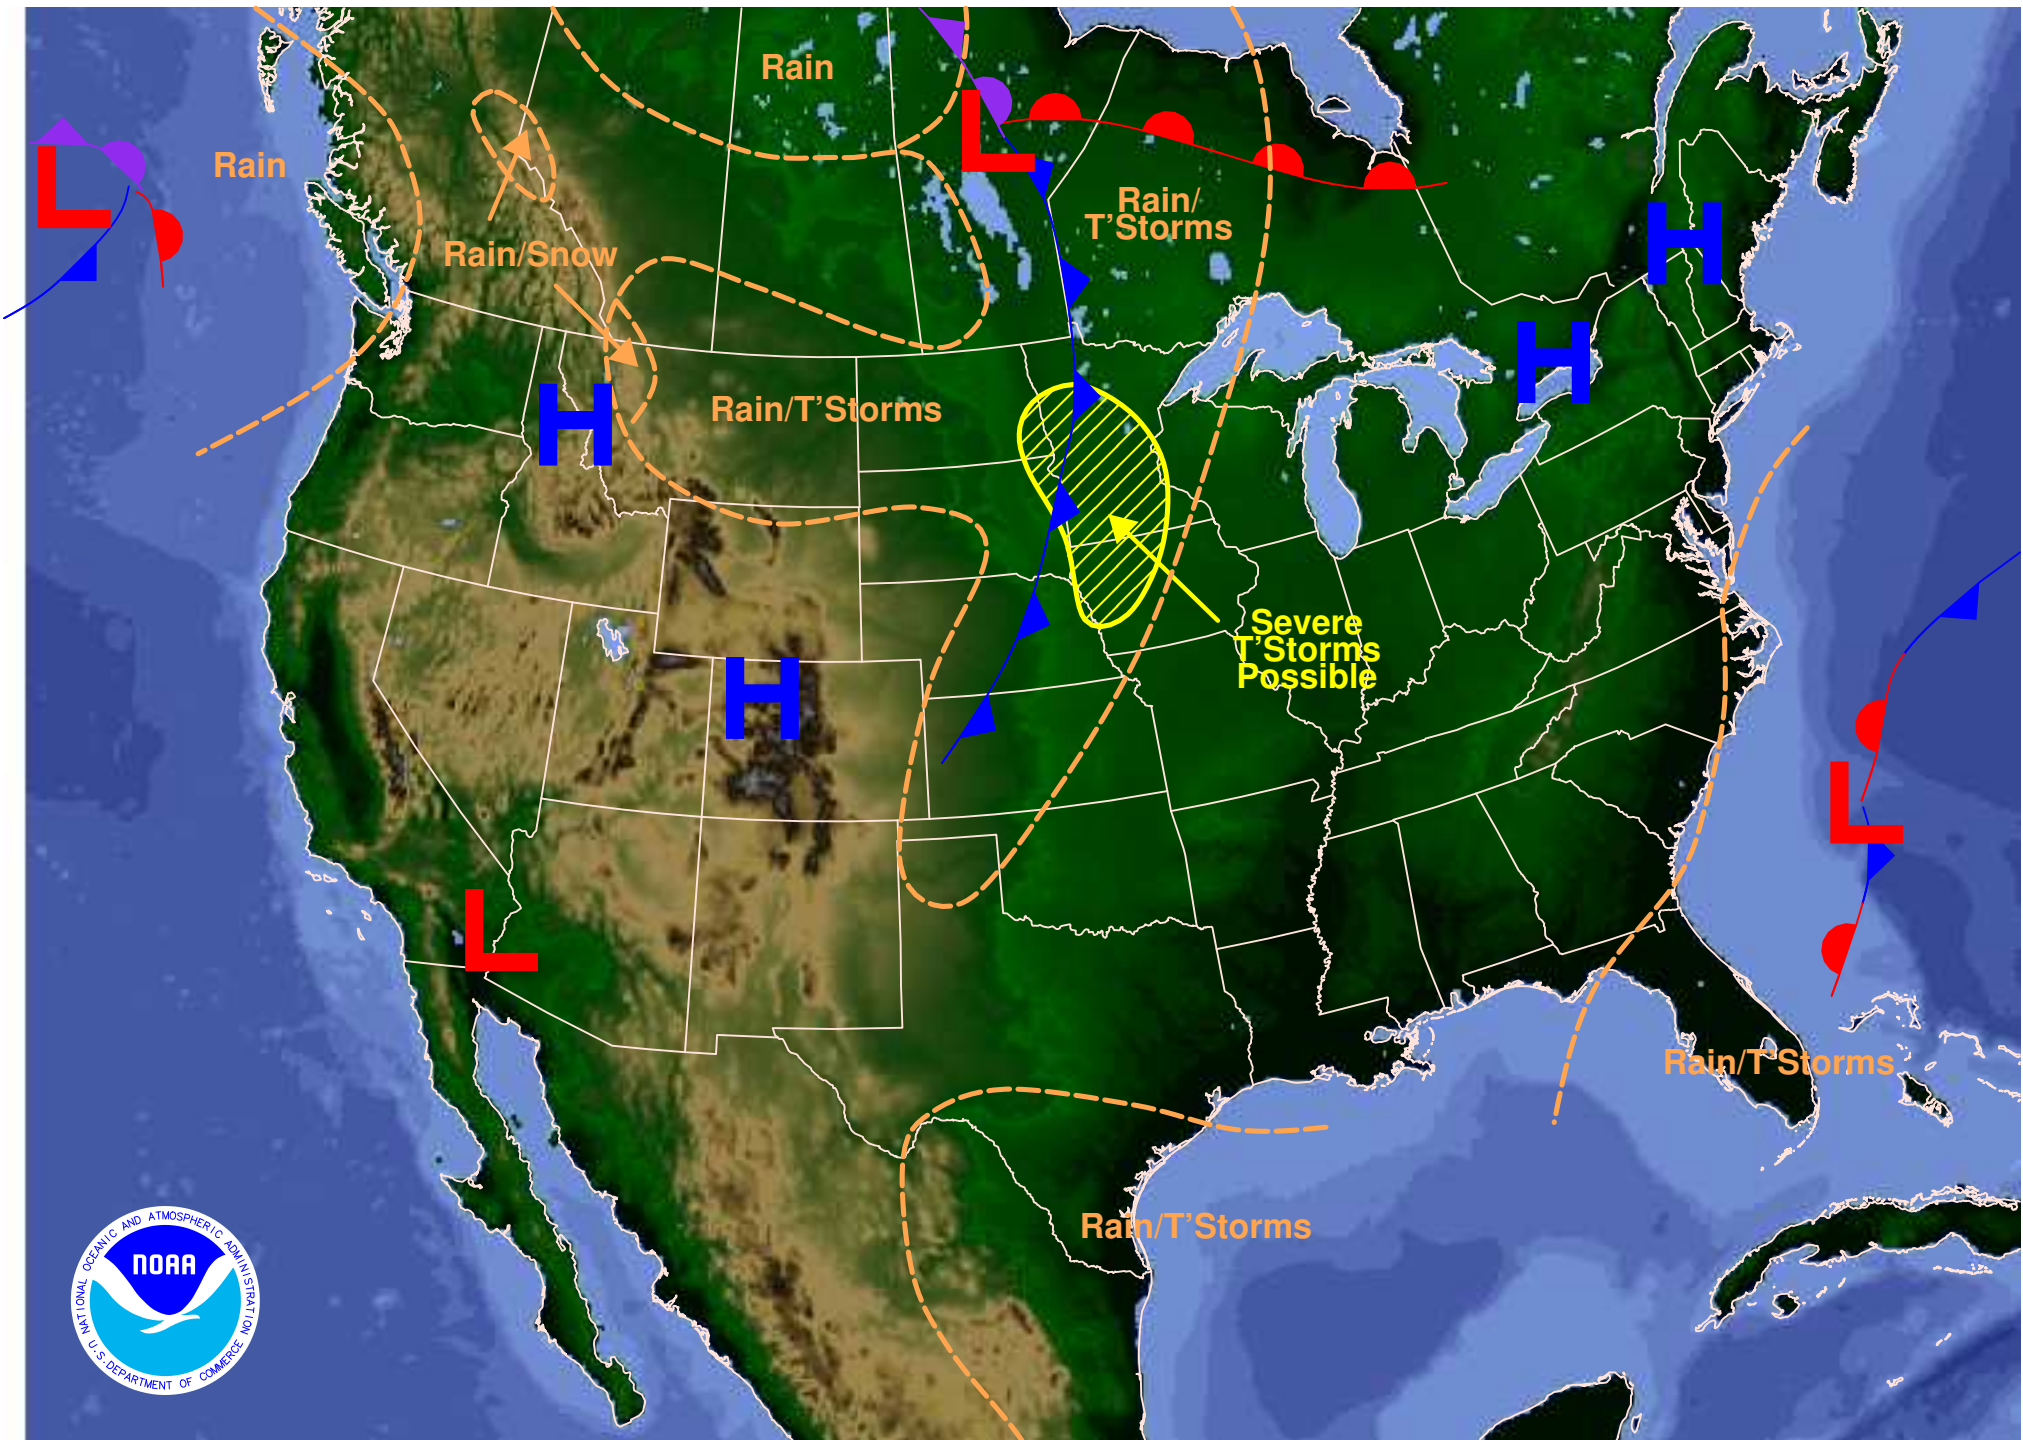 Rain
Rain
Rain/
T'Storms
Rain/Snow
Rain/T'Storms
Severe
T'Storms
Possible
Rain/T'Storms
Rain/T'Storms
L
L
H
H
H
H
L
L
NATIONAL OCEANIC AND ATMOSPHERIC ADMINISTRATION
NOAA
U.S. DEPARTMENT OF COMMERCE